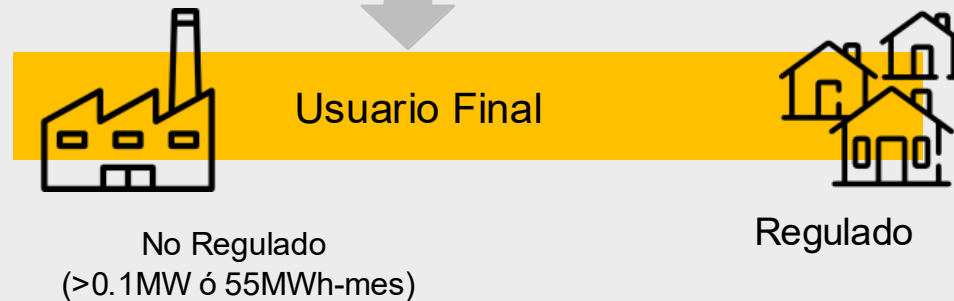 Usuario Final
No Regulado
(>0.1MW ó 55MWh-mes)
Regulado